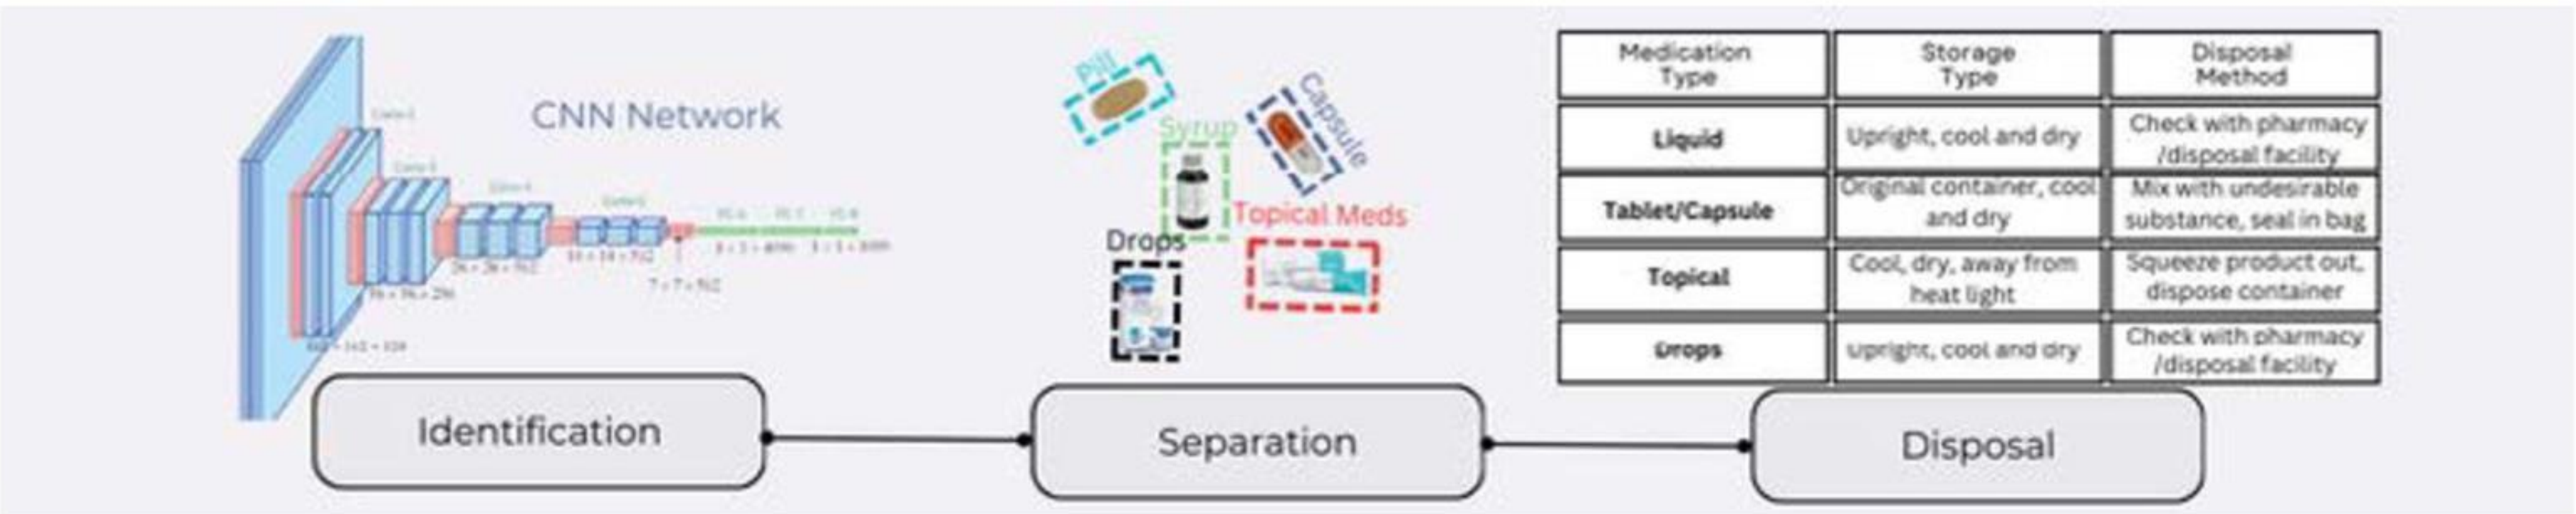 CNN Network
Pill
Syrup
Capsule
Topical Meds
Drops
Medication
Type
Storage
Type
Disposal
Method
Liquid
Upright, cool and dry
Check with pharmacy
/disposal facility
Tablet/Capsule
Original container, cool
and dry
Mix with undesirable
substance, seal in bag
Topical
Cool, dry, away from
heat light
Squeeze product out,
dispose container
Drops
Upright, cool and dry
Check with pharmacy
/disposal facility
Identification
Separation
Disposal